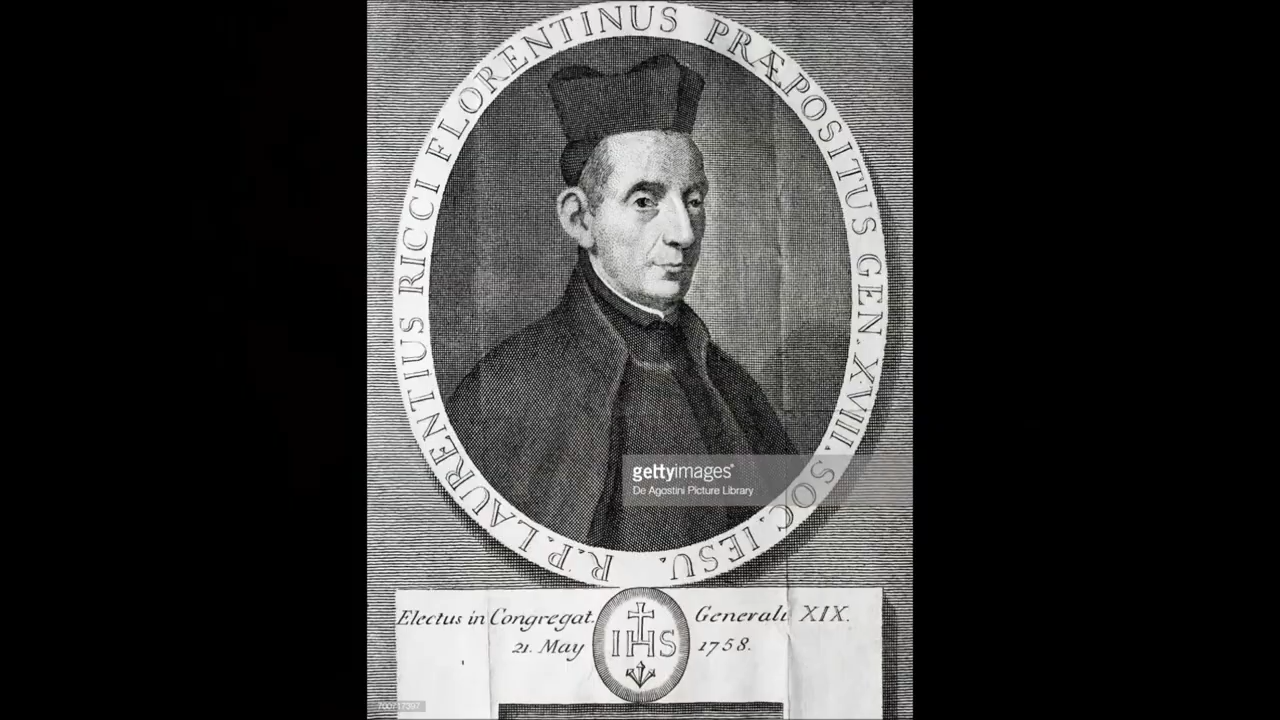 R.P. LAURENTIUS RICCI FLORENTINUS PRÆPOSITUS GEN. XVIII. SOC. IESU.
gettyimages®
De Agostini Picture Library
Electus in Congregat. Generali XIX.
21. May 1758.
IHS
700717397